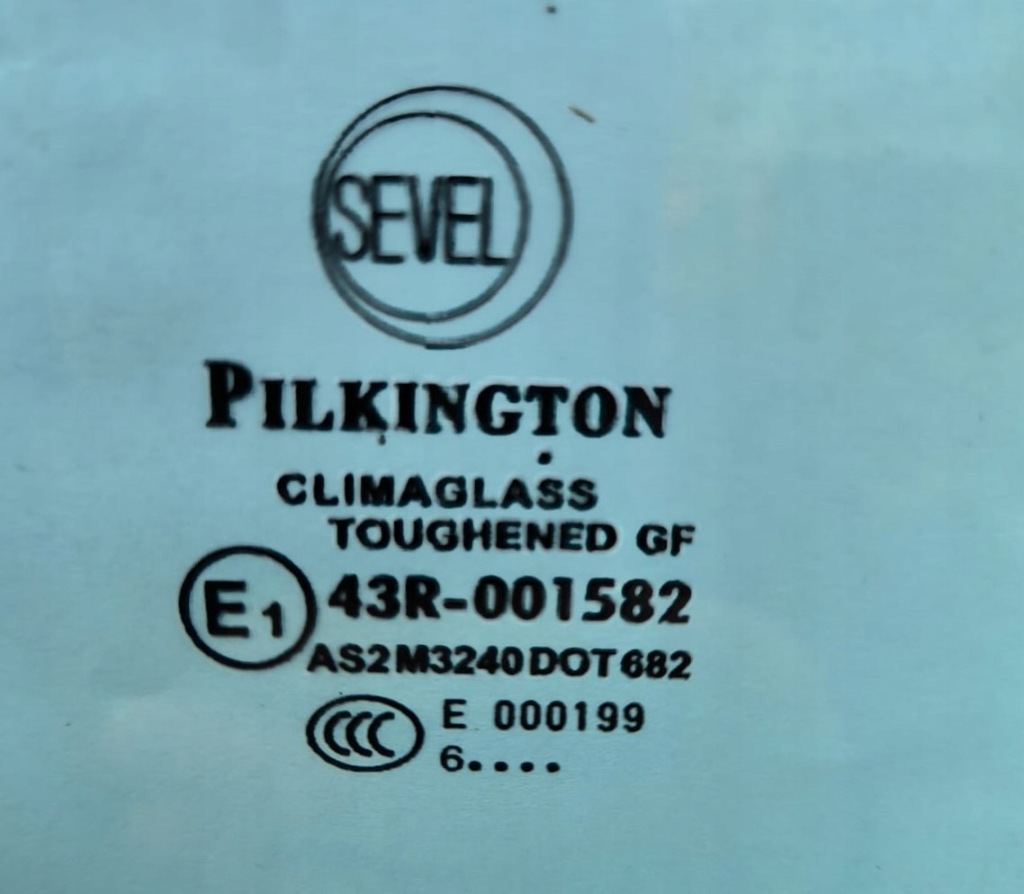 SEVEL
PILKINGTON
CLIMAGLASS
TOUGHENED GF
E1 43R-001582
AS2 M3240 DOT 682
CCC E 000199
6....